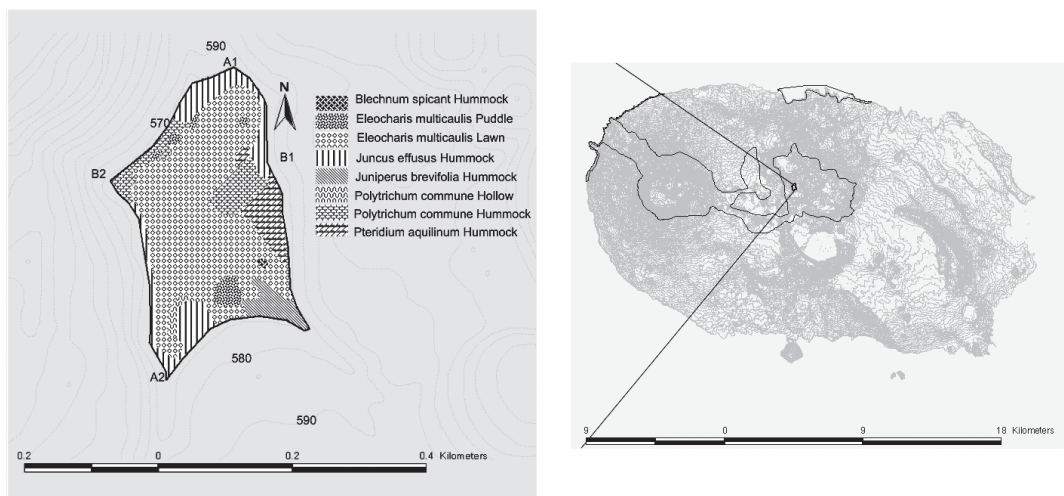 590
A1
N
570
B2
B1
Blechnum spicant Hummock
Eleocharis multicaulis Puddle
Eleocharis multicaulis Lawn
Juncus effusus Hummock
Juniperus brevifolia Hummock
Polytrichum commune Hollow
Polytrichum commune Hummock
Pteridium aquilinum Hummock
580
A2
590
0.2 0 0.2 0.4 Kilometers
9 0 9 18 Kilometers